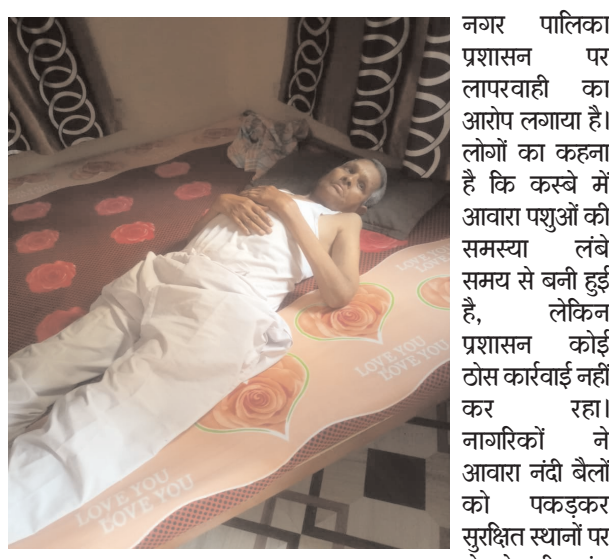 नगर पालिका
प्रशासन पर
लापरवाही का
आरोप लगाया है।
लोगों का कहना
है कि कस्बे में
आवारा पशुओं की
समस्या लंबे
समय से बनी हुई
है, लेकिन
प्रशासन कोई
ठोस कार्रवाई नहीं
कर रहा।
नागरिकों ने
आवारा नंदी बैलों
को पकड़कर
सुरक्षित स्थानों पर
LOVE YOU
LOVE YOU
LOVE YOU
LOVE YOU